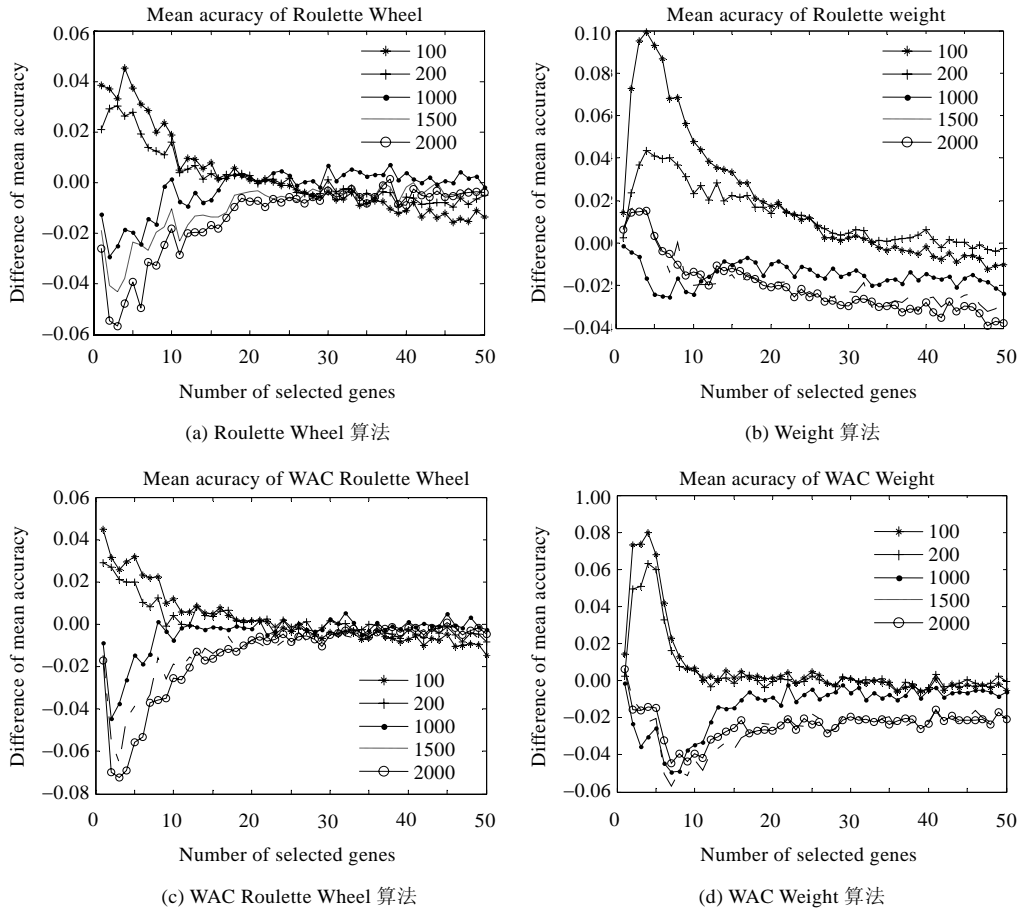 Mean acuracy of Roulette Wheel
0.06
0.04
0.02
0.00
−0.02
−0.04
−0.06
Difference of mean accuracy
100
200
1000
1500
2000
0 10 20 30 40 50
Number of selected genes
(a) Roulette Wheel 算法
Mean accuracy of Roulette weight
0.10
0.08
0.06
0.04
0.02
0.00
−0.02
−0.04
Difference of mean accuracy
100
200
1000
1500
2000
0 10 20 30 40 50
Number of selected genes
(b) Weight 算法
Mean acuracy of WAC Roulette Wheel
0.06
0.04
0.02
0.00
−0.02
−0.04
−0.06
−0.08
Difference of mean accuracy
100
200
1000
1500
2000
0 10 20 30 40 50
Number of selected genes
(c) WAC Roulette Wheel 算法
Mean acuracy of WAC Weight
1.00
0.08
0.06
0.04
0.02
0.00
−0.02
−0.04
−0.06
Difference of mean accuracy
100
200
1000
1500
2000
0 10 20 30 40 50
Number of selected genes
(d) WAC Weight 算法